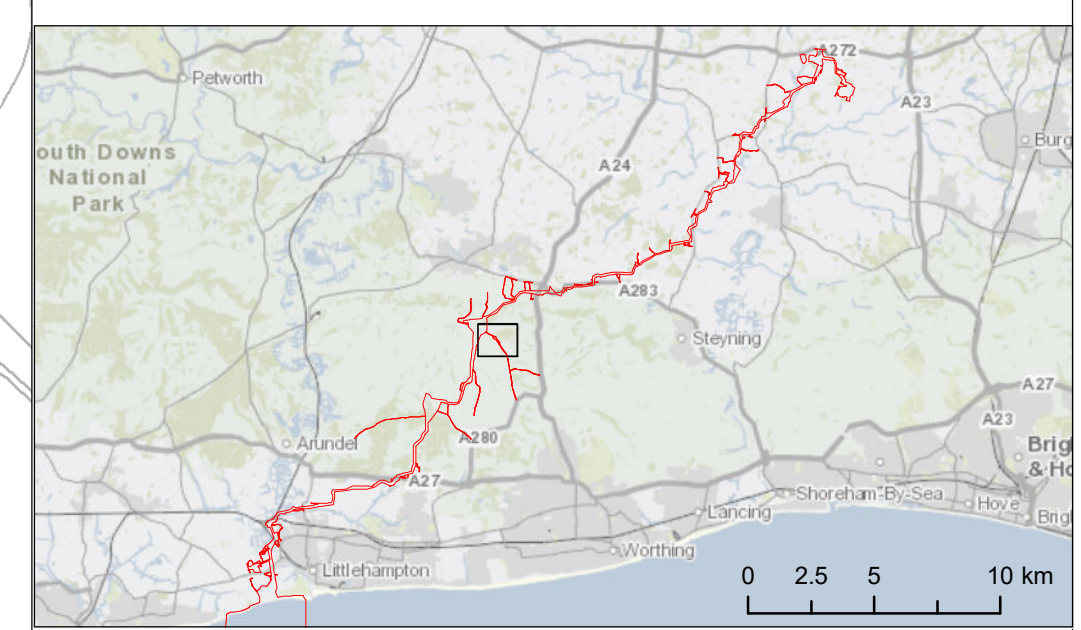 A272
Petworth
A23
Burg
outh Downs
National
Park
A24
A283
Steyning
A27
A23
Arundel
A280
Brig
& Ho
A27
Shoreham-By-Sea
Hove
Brig
Lancing
Worthing
Littlehampton
0 2.5 5 10 km